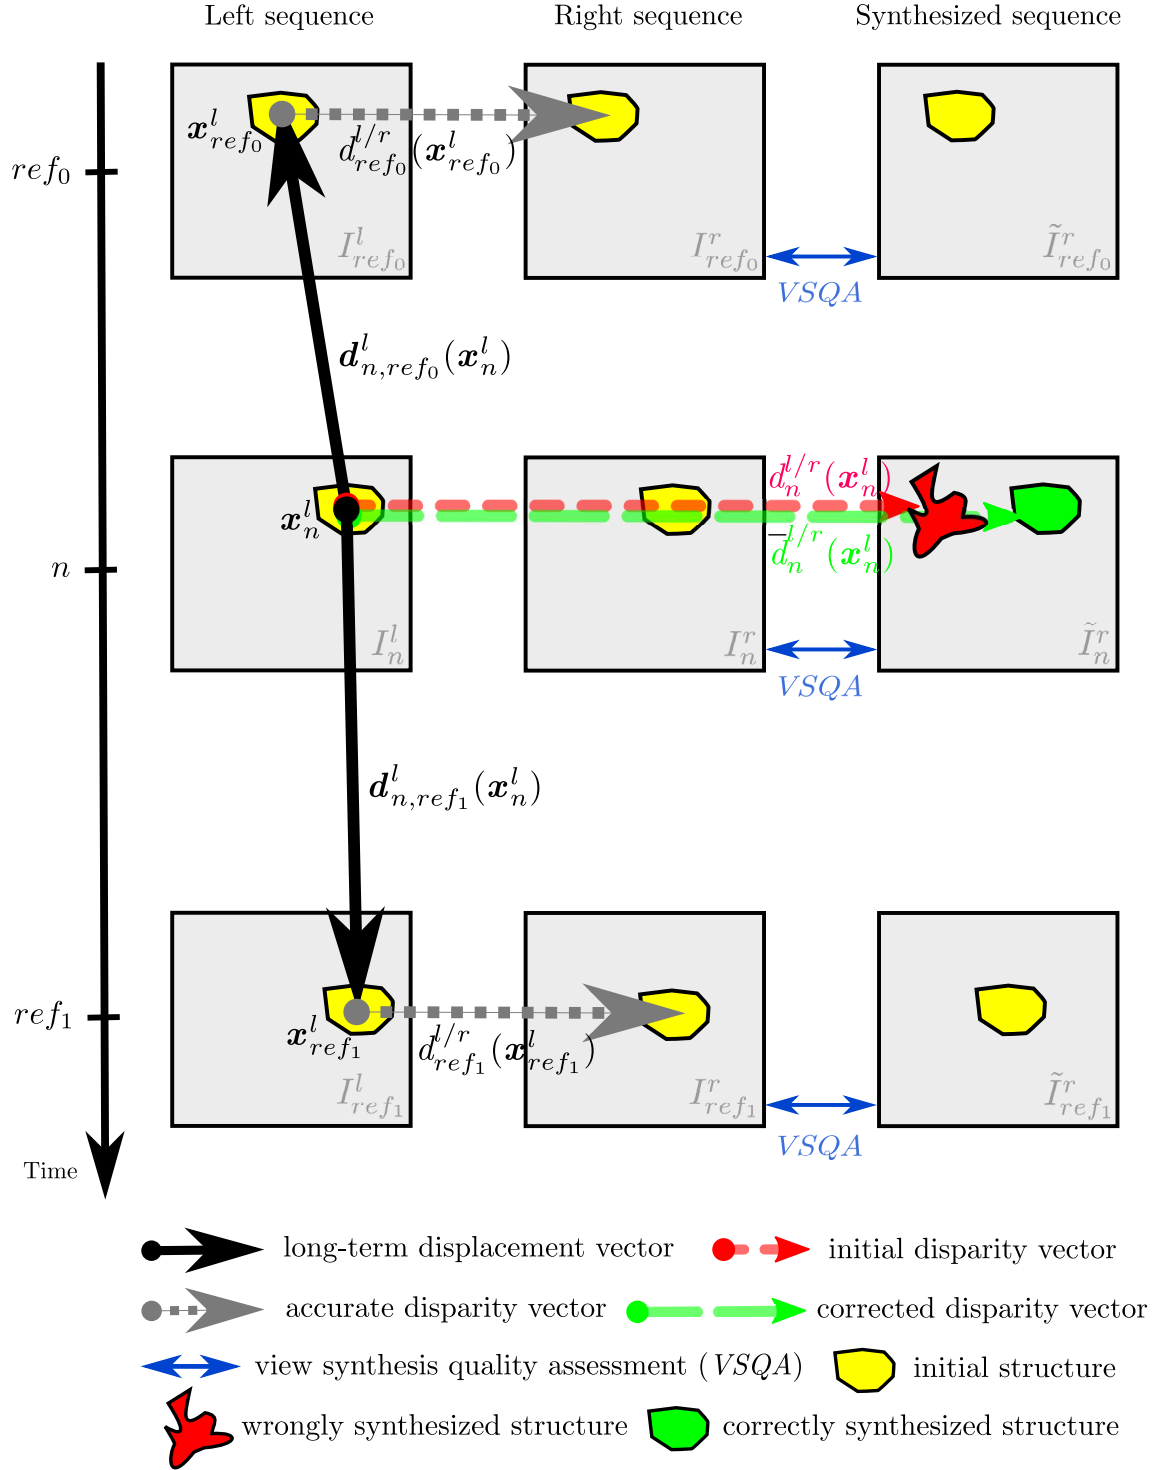 Left sequence Right sequence Synthesized sequence
x^l_{ref_0}
d^{l/r}_{ref_0}(x^l_{ref_0})
ref_0
I^l_{ref_0} I^r_{ref_0} Ĩ^r_{ref_0}
VSQA
d^l_{n,ref_0}(x^l_n)
d^{l/r}_n(x^l_n)
x^l_n
d̄^{l/r}_n(x^l_n)
n
I^l_n I^r_n Ĩ^r_n
VSQA
d^l_{n,ref_1}(x^l_n)
ref_1
x^l_{ref_1}
d^{l/r}_{ref_1}(x^l_{ref_1})
I^l_{ref_1} I^r_{ref_1} Ĩ^r_{ref_1}
VSQA
Time
long-term displacement vector initial disparity vector
accurate disparity vector corrected disparity vector
view synthesis quality assessment (VSQA) initial structure
wrongly synthesized structure correctly synthesized structure